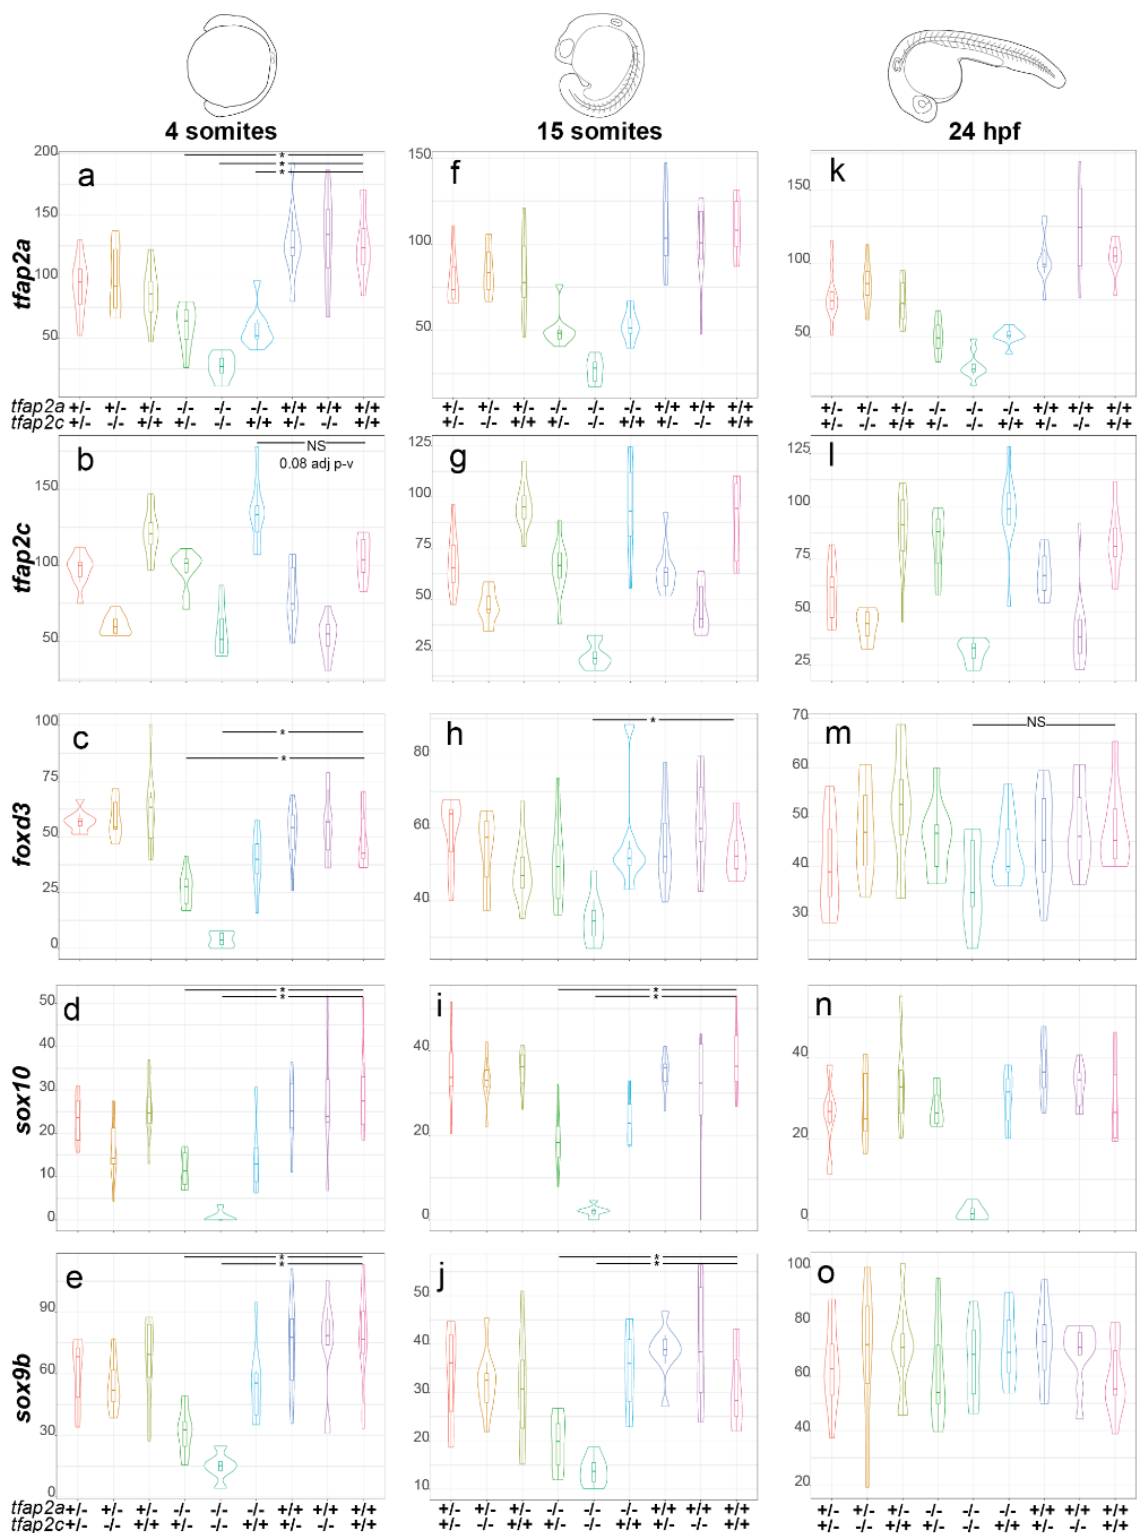 4 somites
15 somites
24 hpf
tfap2a
a
200
150
100
50
*
*
*
f
150
100
50
k
150
100
50
tfap2a +/- +/- +/- -/- -/- -/- +/+ +/+ +/+ +/- +/- +/- -/- -/- -/- +/+ +/+ +/+ +/- +/- +/- -/- -/- -/- +/+ +/+ +/+
tfap2c +/- -/- +/+ +/- -/- +/+ +/- -/- +/+ +/- -/- +/+ +/- -/- +/+ +/- -/- +/+ +/- -/- +/+ +/- -/- +/+ +/- -/- +/+
tfap2c
b
150
100
50
NS
0.08 adj p-v
g
125
100
75
50
25
l
125
100
75
50
25
foxd3
c
100
75
50
25
0
*
*
h
80
60
40
*
m
70
60
50
40
30
NS
sox10
d
50
40
30
20
10
0
*
*
i
40
20
0
*
*
n
40
20
0
sox9b
e
90
60
30
0
*
*
j
50
40
30
20
10
*
*
o
100
80
60
40
20
tfap2a +/- +/- +/- -/- -/- -/- +/+ +/+ +/+ +/- +/- +/- -/- -/- -/- +/+ +/+ +/+ +/- +/- +/- -/- -/- -/- +/+ +/+ +/+
tfap2c +/- -/- +/+ +/- -/- +/+ +/- -/- +/+ +/- -/- +/+ +/- -/- +/+ +/- -/- +/+ +/- -/- +/+ +/- -/- +/+ +/- -/- +/+